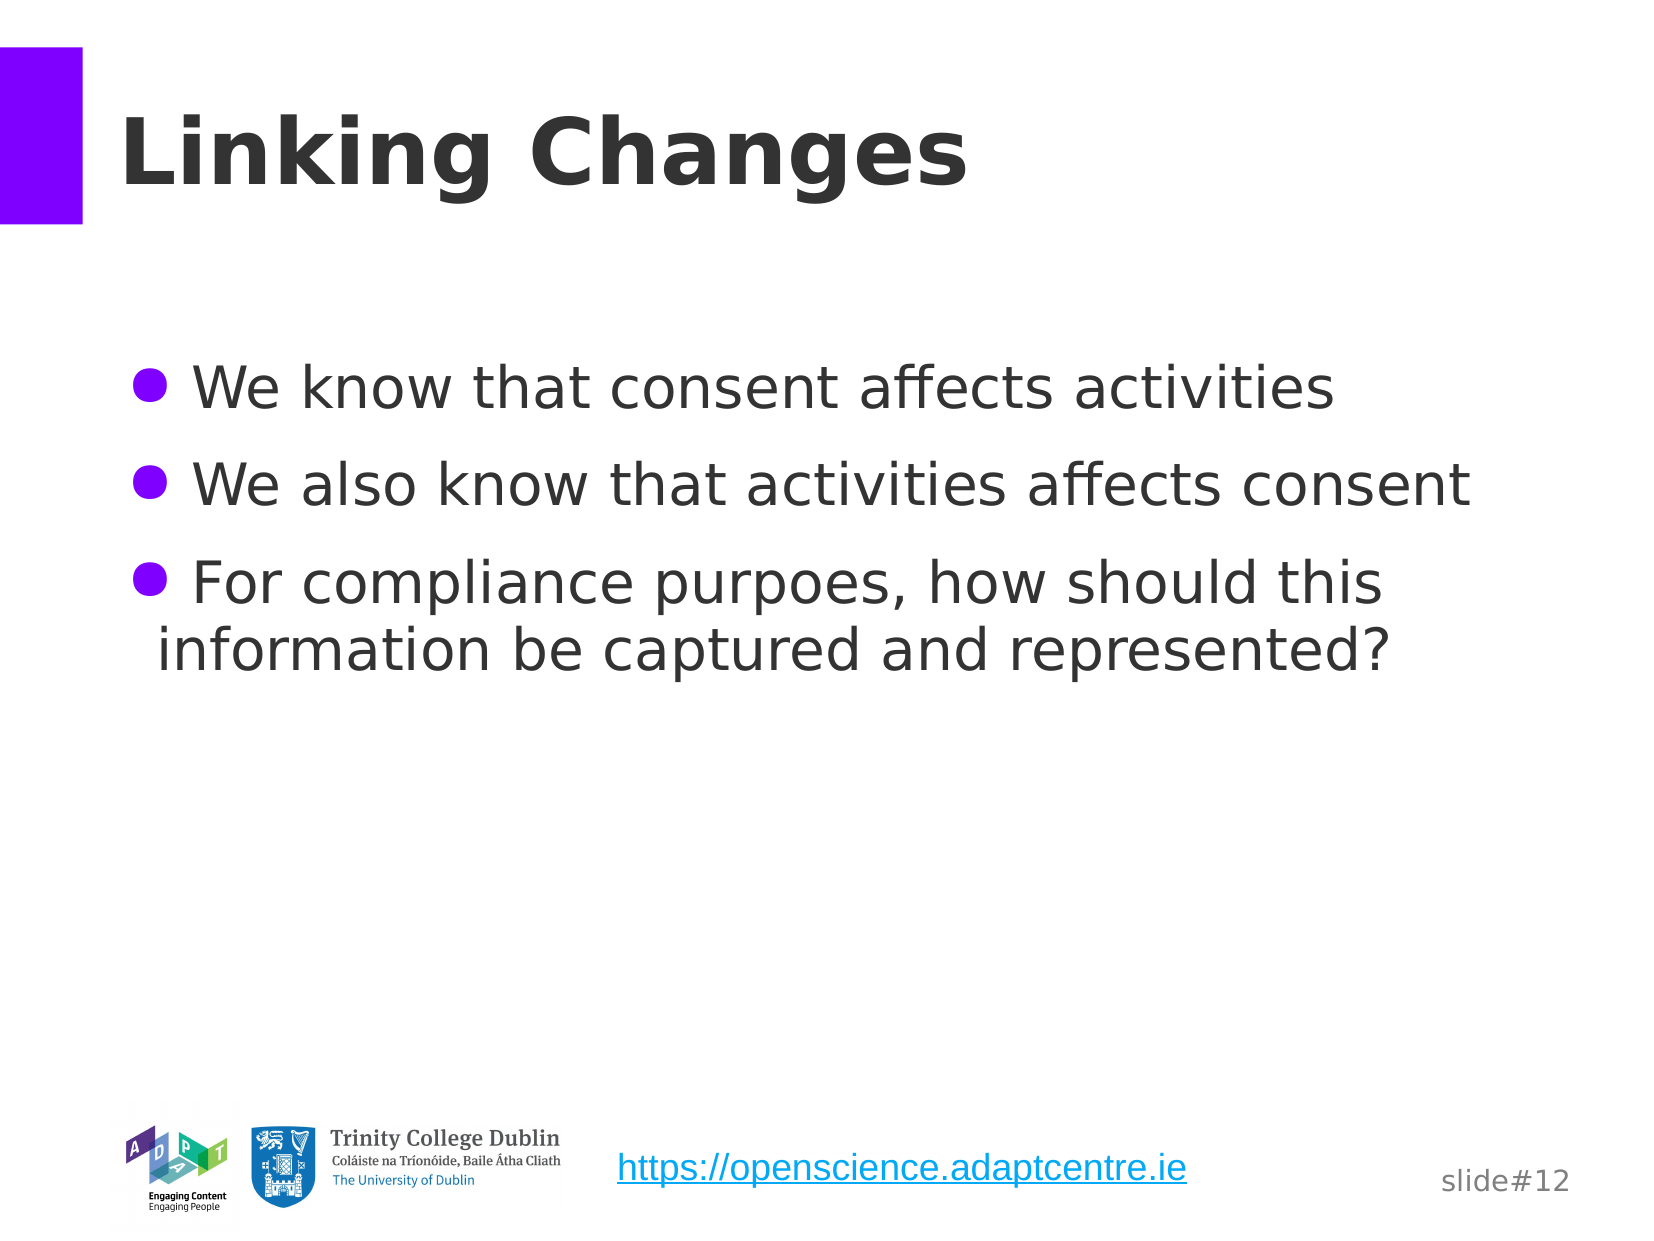 Linking Changes
● We know that consent affects activities
● We also know that activities affects consent
● For compliance purpoes, how should this
information be captured and represented?
A D A P T
Engaging Content
Engaging People
Trinity College Dublin
Coláiste na Tríonóide, Baile Átha Cliath
The University of Dublin
https://openscience.adaptcentre.ie
slide#12